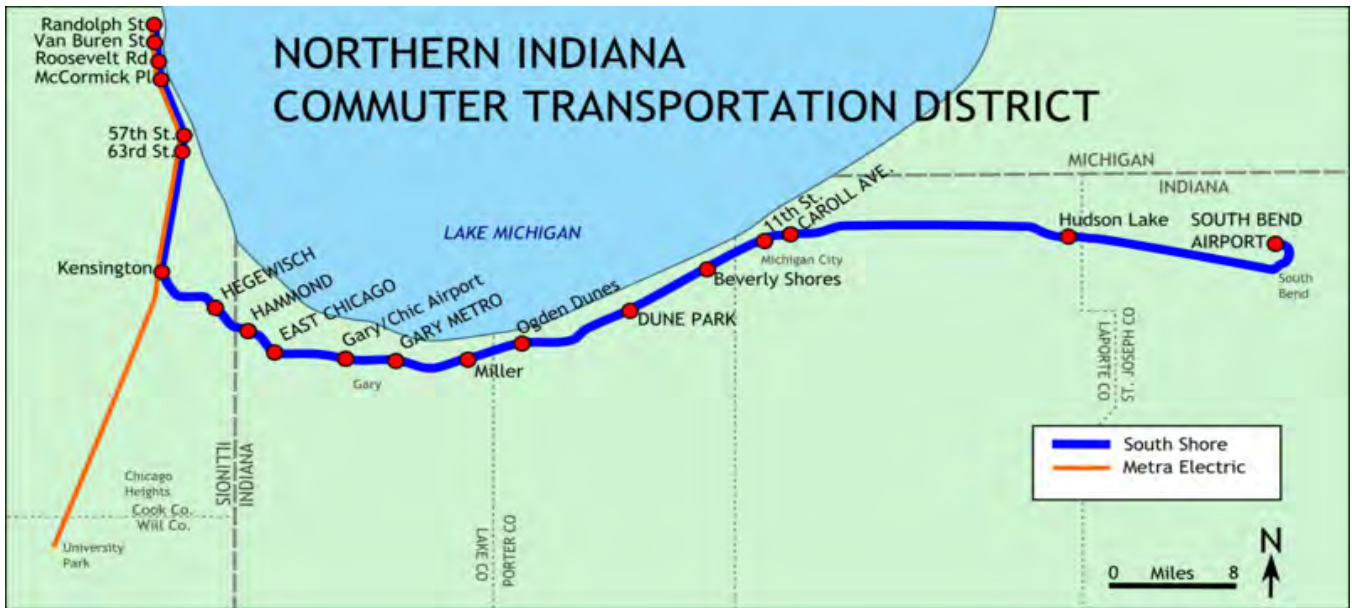 NORTHERN INDIANA
COMMUTER TRANSPORTATION DISTRICT
Randolph St
Van Buren St
Roosevelt Rd
McCormick Pl
57th St.
63rd St.
Kensington
HEGEWISCH
HAMMOND
EAST CHICAGO
Gary/Chic Airport
GARY METRO
Gary
Miller
Ogden Dunes
DUNE PARK
Beverly Shores
11th St.
CAROLL AVE.
Michigan City
Hudson Lake
SOUTH BEND
AIRPORT
South
Bend
LAKE MICHIGAN
MICHIGAN
INDIANA
ILLINOIS
INDIANA
LAKE CO
PORTER CO
LAPORTE CO
ST. JOSEPH CO
Chicago
Heights
Cook Co.
Will Co.
University
Park
South Shore
Metra Electric
N
0 Miles 8